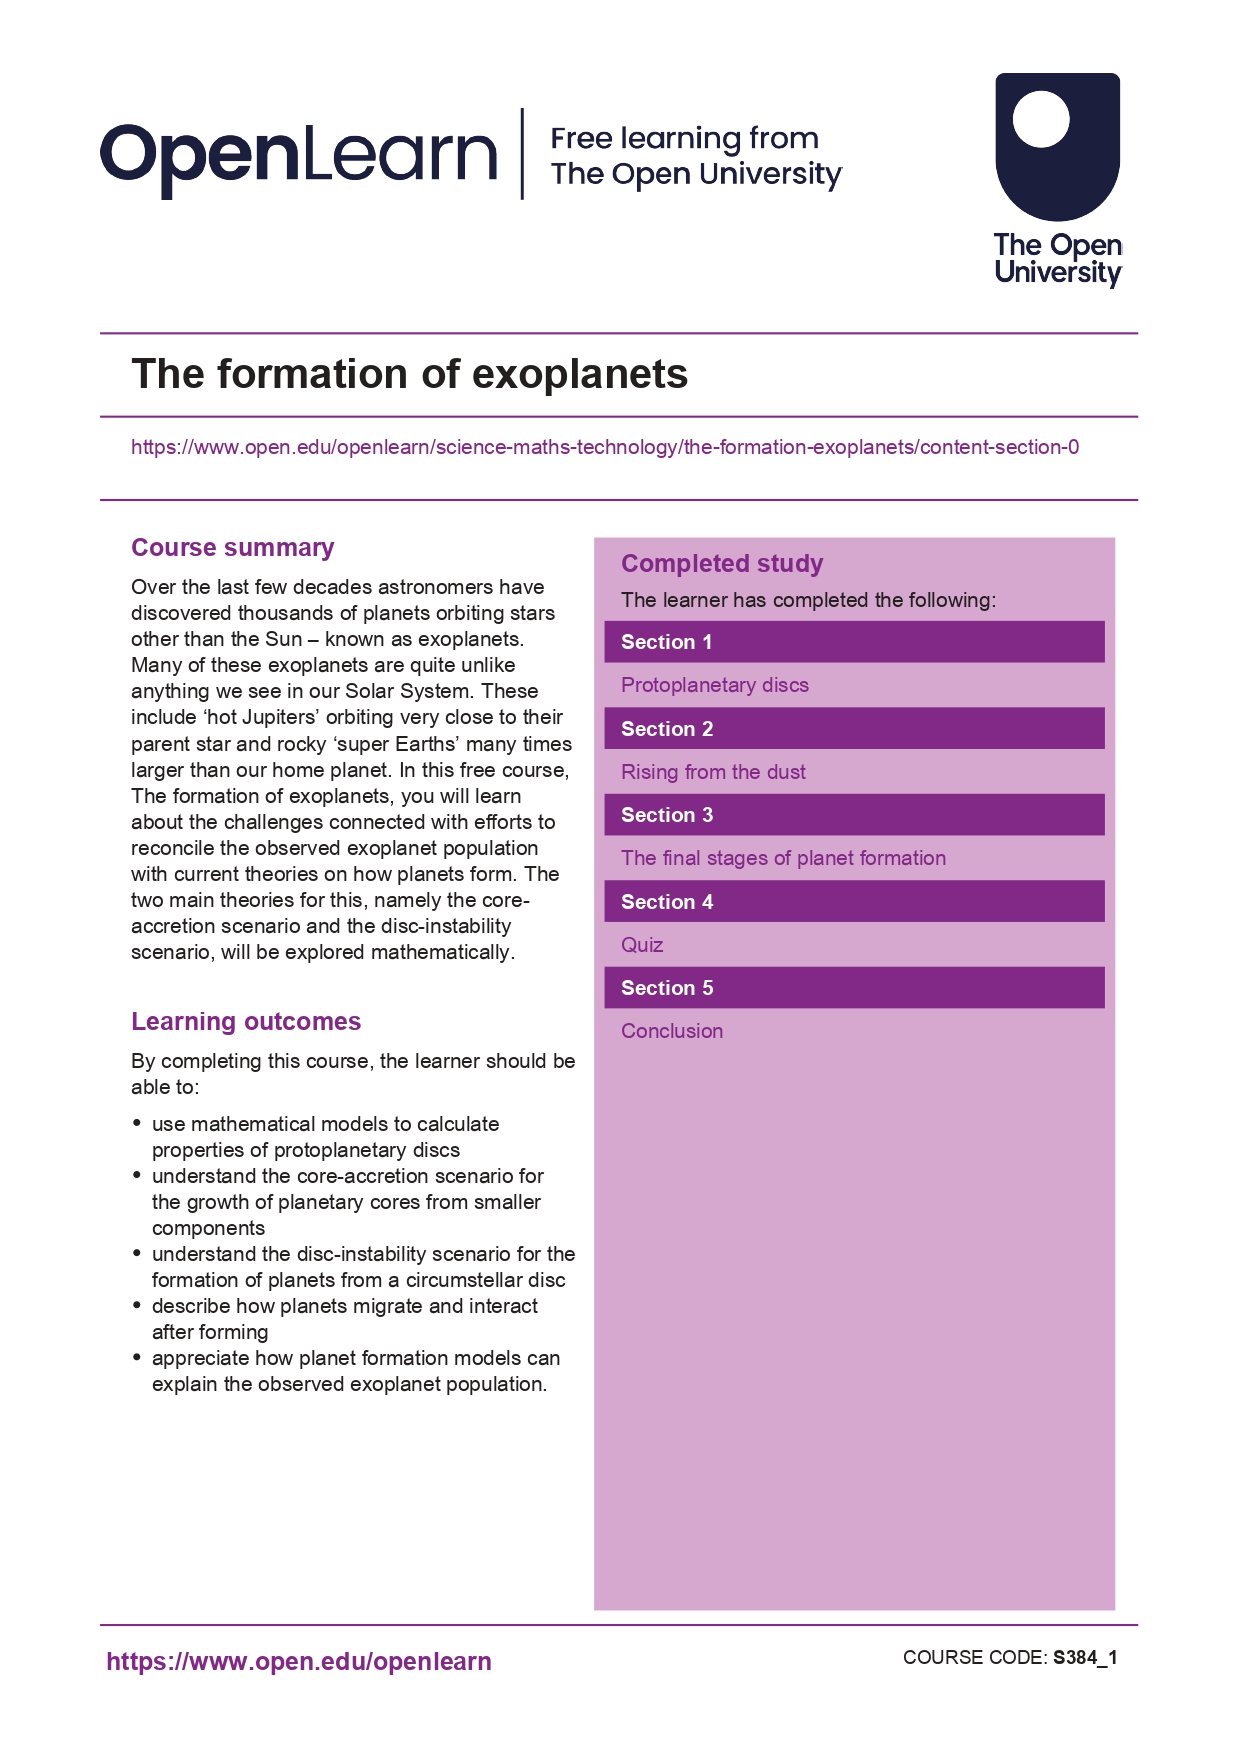 OpenLearn
Free learning from
The Open University
The Open
University
The formation of exoplanets
https://www.open.edu/openlearn/science-maths-technology/the-formation-exoplanets/content-section-0
Course summary
Over the last few decades astronomers have
discovered thousands of planets orbiting stars
other than the Sun – known as exoplanets.
Many of these exoplanets are quite unlike
anything we see in our Solar System. These
include ‘hot Jupiters’ orbiting very close to their
parent star and rocky ‘super Earths’ many times
larger than our home planet. In this free course,
The formation of exoplanets, you will learn
about the challenges connected with efforts to
reconcile the observed exoplanet population
with current theories on how planets form. The
two main theories for this, namely the core-
accretion scenario and the disc-instability
scenario, will be explored mathematically.
Learning outcomes
By completing this course, the learner should be
able to:
• use mathematical models to calculate
properties of protoplanetary discs
• understand the core-accretion scenario for
the growth of planetary cores from smaller
components
• understand the disc-instability scenario for the
formation of planets from a circumstellar disc
• describe how planets migrate and interact
after forming
• appreciate how planet formation models can
explain the observed exoplanet population.
Completed study
The learner has completed the following:
Section 1
Protoplanetary discs
Section 2
Rising from the dust
Section 3
The final stages of planet formation
Section 4
Quiz
Section 5
Conclusion
https://www.open.edu/openlearn
COURSE CODE: S384_1